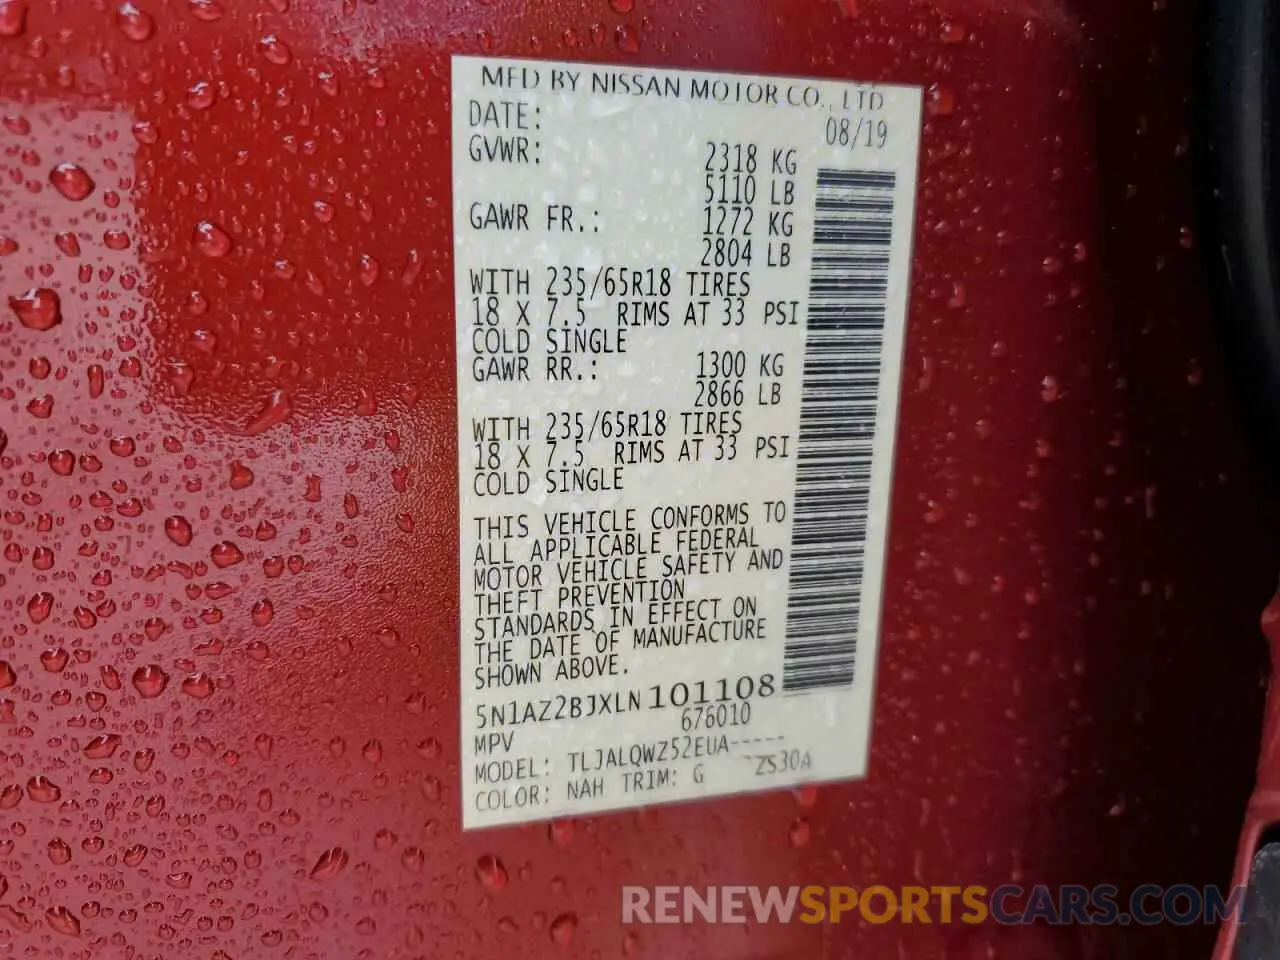 MFD BY NISSAN MOTOR CO., LTD
DATE: 08/19
GVWR: 2318 KG
5110 LB
GAWR FR.: 1272 KG
2804 LB
WITH 235/65R18 TIRES
18 X 7.5 RIMS AT 33 PSI
COLD SINGLE
GAWR RR.: 1300 KG
2866 LB
WITH 235/65R18 TIRES
18 X 7.5 RIMS AT 33 PSI
COLD SINGLE
THIS VEHICLE CONFORMS TO
ALL APPLICABLE FEDERAL
MOTOR VEHICLE SAFETY AND
THEFT PREVENTION
STANDARDS IN EFFECT ON
THE DATE OF MANUFACTURE
SHOWN ABOVE.
5N1AZ2BJXLN101108
MPV 676010
MODEL: TLJALQWZ52EUA-----
COLOR: NAH TRIM: G ZS30A
RENEWSPORTSCARS.COM